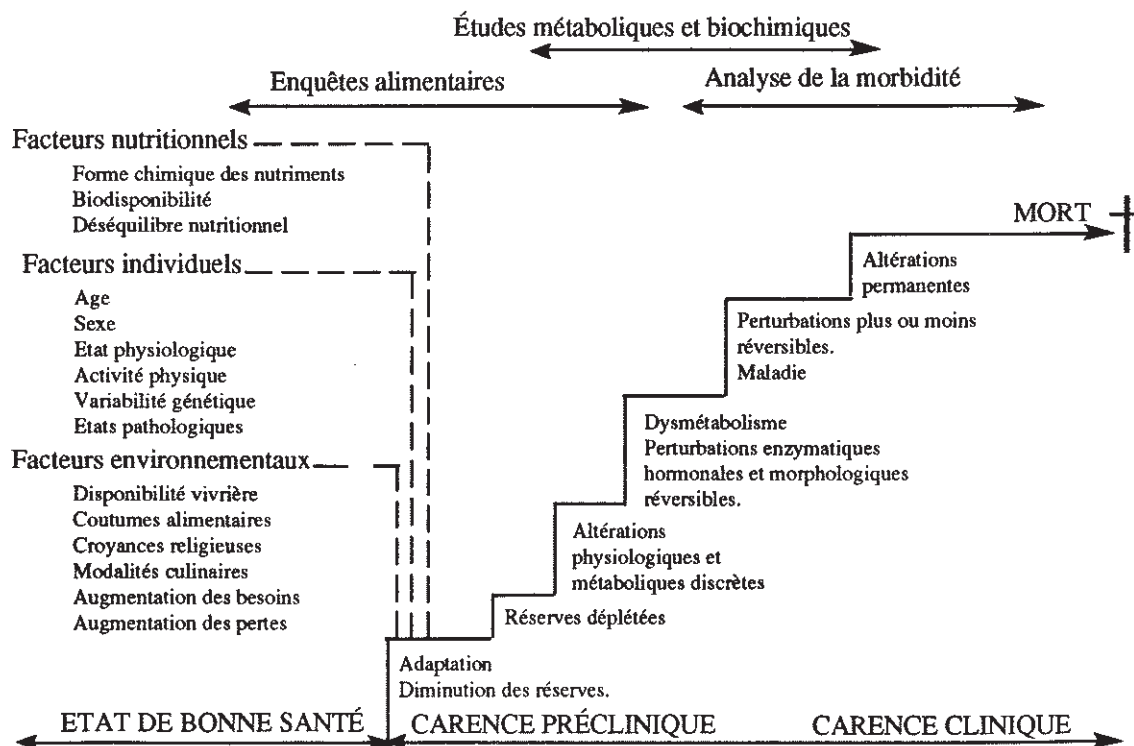 Études métaboliques et biochimiques
Enquêtes alimentaires
Analyse de la morbidité
Facteurs nutritionnels
Forme chimique des nutriments
Biodisponibilité
Déséquilibre nutritionnel
Facteurs individuels
Age
Sexe
Etat physiologique
Activité physique
Variabilité génétique
Etats pathologiques
Facteurs environnementaux
Disponibilité vivrière
Coutumes alimentaires
Croyances religieuses
Modalités culinaires
Augmentation des besoins
Augmentation des pertes
MORT
Altérations
permanentes
Perturbations plus ou moins
réversibles.
Maladie
Dysmétabolisme
Perturbations enzymatiques
hormonales et morphologiques
réversibles.
Altérations
physiologiques et
métaboliques discrètes
Réserves déplétées
Adaptation
Diminution des réserves.
ETAT DE BONNE SANTÉ
CARENCE PRÉCLINIQUE
CARENCE CLINIQUE